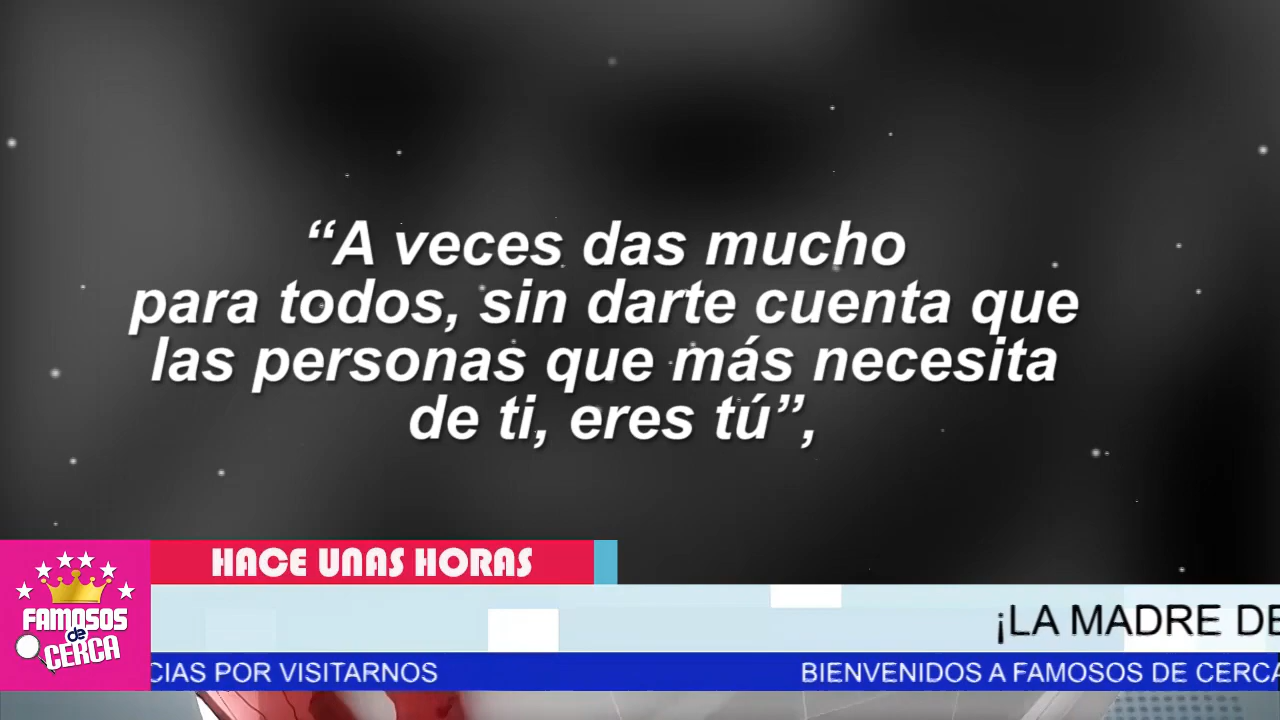 “A veces das mucho
para todos, sin darte cuenta que
las personas que más necesita
de ti, eres tú”,
HACE UNAS HORAS
FAMOSOS
de
CERCA
¡LA MADRE DE
CIAS POR VISITARNOS
BIENVENIDOS A FAMOSOS DE CERCA